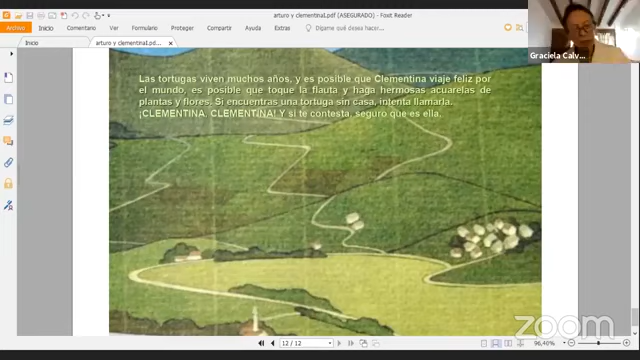 arturo y clementina1.pdf (ASEGURADO) - Foxit Reader
Archivo Inicio Comentario Ver Formulario Proteger Compartir Ayuda Extras Dígame qué desea hacer...
Inicio arturo y clementina1.pd...
Graciela Calv...
Las tortugas viven muchos años, y es posible que Clementina viaje feliz por
el mundo, es posible que toque la flauta y haga hermosas acuarelas de
plantas y flores. Si encuentras una tortuga sin casa, intenta llamarla.
¡CLEMENTINA, CLEMENTINA! Y si te contesta, seguro que es ella.
zoom
12 / 12
96,40%